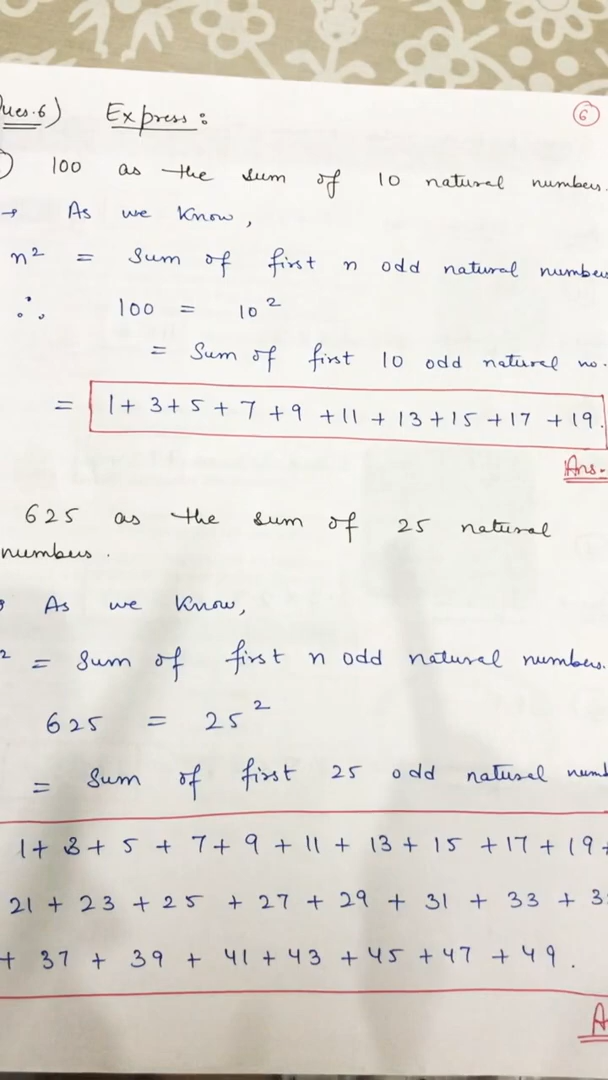 Ques.6) Express: 6
100 as the sum of 10 natural numbers.
→ As we know,
n² = Sum of first n odd natural numbers
∴ 100 = 10²
= Sum of first 10 odd natural no.
= 1+ 3+ 5 + 7 + 9 + 11 + 13 + 15 + 17 + 19.
Ans-
625 as the sum of 25 natural
numbers.
As we know,
² = Sum of first n odd natural numbers.
625 = 25²
= Sum of first 25 odd natural numb
1+ 3+ 5 + 7+ 9 + 11 + 13 + 15 + 17 + 19 +
21 + 23 + 25 + 27 + 29 + 31 + 33 + 3
+ 37 + 39 + 41 + 43 + 45 + 47 + 49.
A